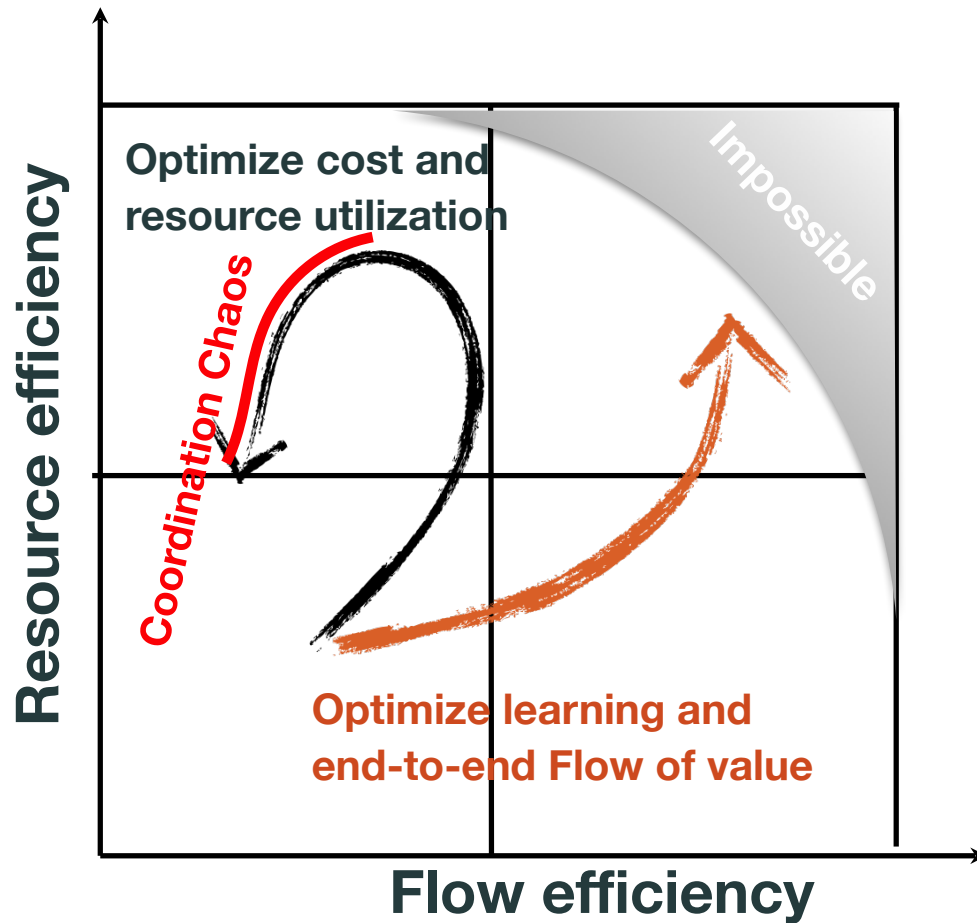 Optimize cost and
resource utilization
Impossible
Coordination Chaos
Resource efficiency
Optimize learning and
end-to-end Flow of value
Flow efficiency